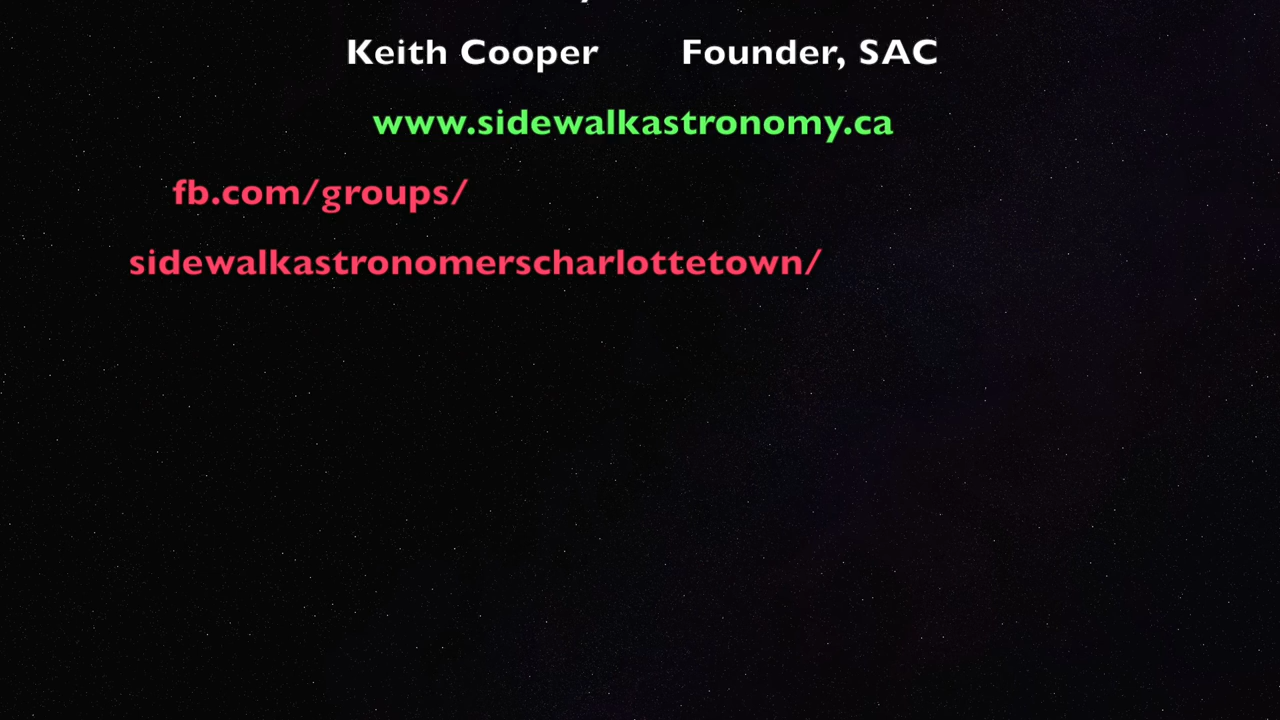 Keith Cooper Founder, SAC
www.sidewalkastronomy.ca
fb.com/groups/
sidewalkastronomerscharlottetown/